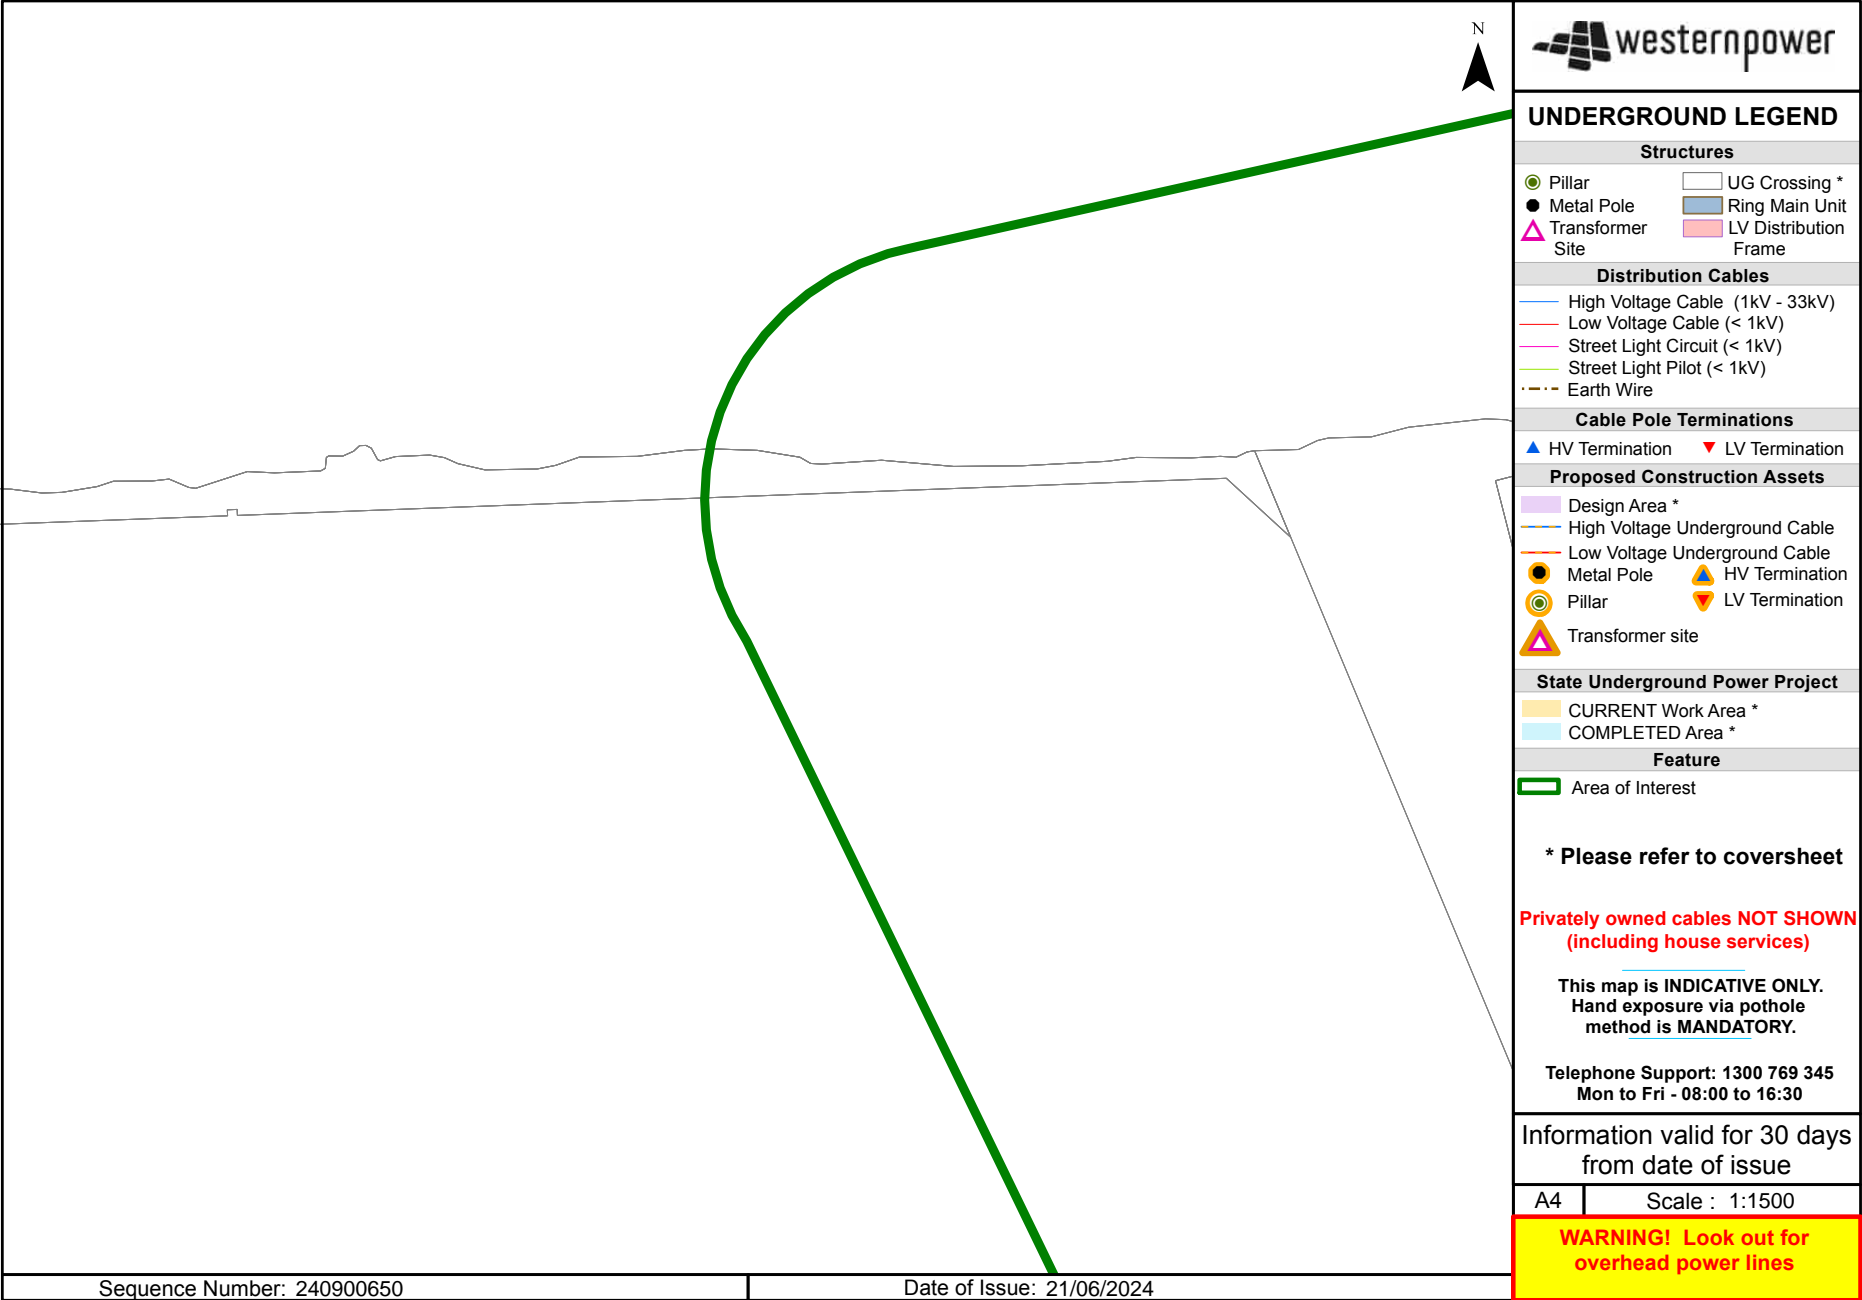 N
westernpower
UNDERGROUND LEGEND
Structures
Pillar
UG Crossing *
Metal Pole
Ring Main Unit
Transformer
Site
LV Distribution
Frame
Distribution Cables
High Voltage Cable (1kV - 33kV)
Low Voltage Cable (< 1kV)
Street Light Circuit (< 1kV)
Street Light Pilot (< 1kV)
Earth Wire
Cable Pole Terminations
HV Termination
LV Termination
Proposed Construction Assets
Design Area *
High Voltage Underground Cable
Low Voltage Underground Cable
Metal Pole
HV Termination
Pillar
LV Termination
Transformer site
State Underground Power Project
CURRENT Work Area *
COMPLETED Area *
Feature
Area of Interest
* Please refer to coversheet
Privately owned cables NOT SHOWN
(including house services)
This map is INDICATIVE ONLY.
Hand exposure via pothole
method is MANDATORY.
Telephone Support: 1300 769 345
Mon to Fri - 08:00 to 16:30
Information valid for 30 days
from date of issue
A4
Scale : 1:1500
WARNING! Look out for
overhead power lines
Sequence Number: 240900650
Date of Issue: 21/06/2024